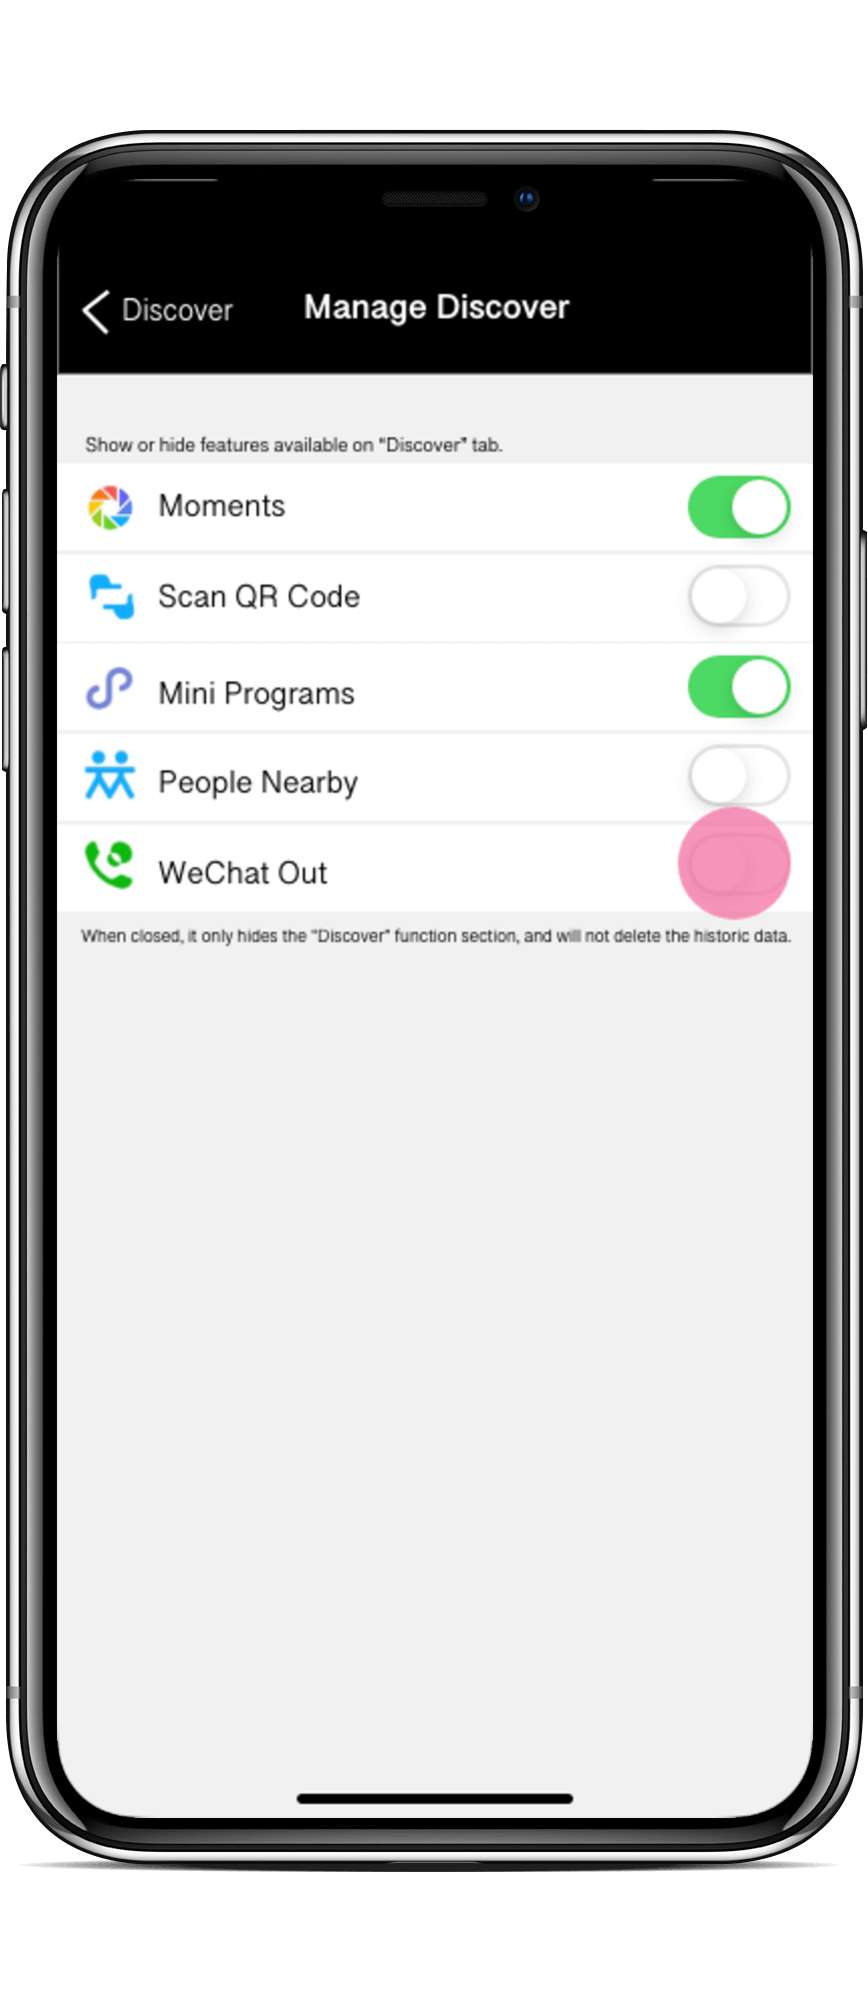 Discover
Manage Discover
Show or hide features available on "Discover" tab.
Moments
Scan QR Code
Mini Programs
People Nearby
WeChat Out
When closed, it only hides the "Discover" function section, and will not delete the historic data.